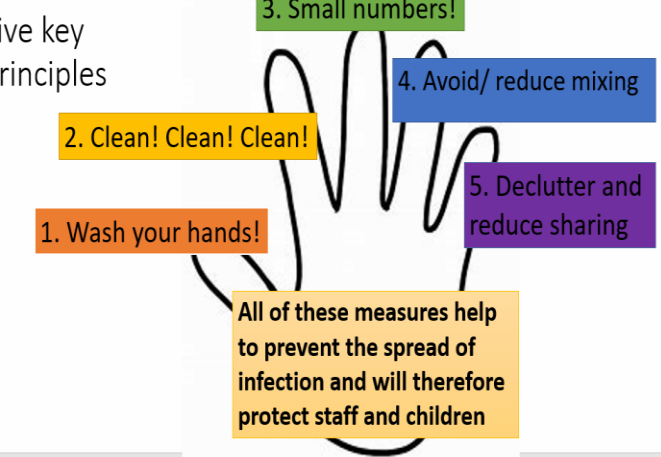 ive key
rinciples
3. Small numbers!
4. Avoid/ reduce mixing
2. Clean! Clean! Clean!
5. Declutter and
reduce sharing
1. Wash your hands!
All of these measures help
to prevent the spread of
infection and will therefore
protect staff and children